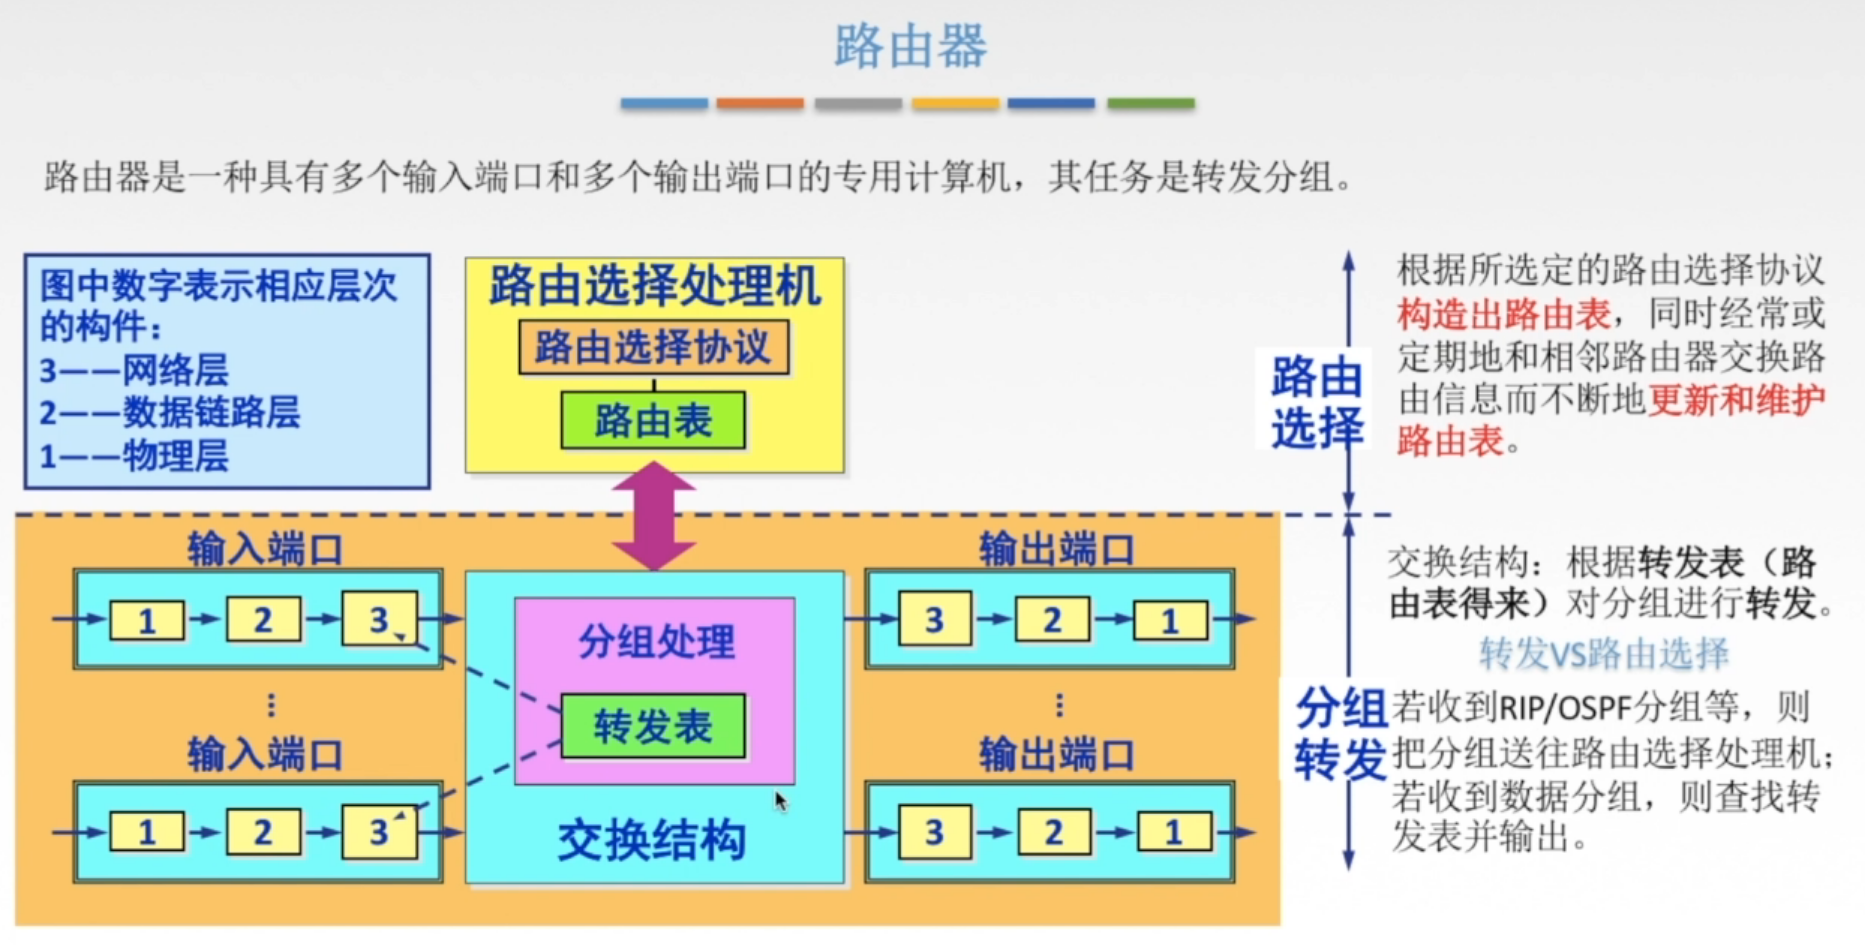 路由器
路由器是一种具有多个输入端口和多个输出端口的专用计算机，其任务是转发分组。
图中数字表示相应层次
的构件：
3——网络层
2——数据链路层
1——物理层
路由选择处理机
路由选择协议
路由表
路由
选择
根据所选定的路由选择协议
构造出路由表，同时经常或
定期地和相邻路由器交换路
由信息而不断地更新和维护
路由表。
输入端口
1
2
3
⋮
输入端口
1
2
3
分组处理
转发表
交换结构
输出端口
3
2
1
⋮
输出端口
3
2
1
分组
转发
交换结构：根据转发表（路
由表得来）对分组进行转发。
转发VS路由选择
若收到RIP/OSPF分组等，则
把分组送往路由选择处理机；
若收到数据分组，则查找转
发表并输出。